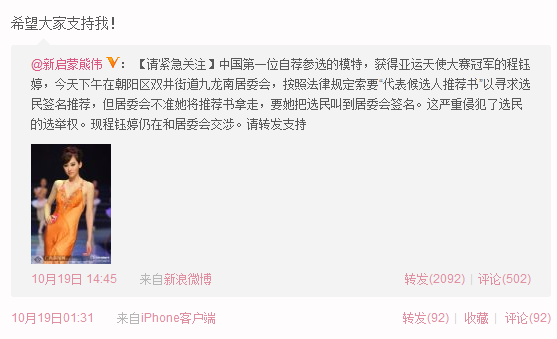 希望大家支持我！
@新启蒙熊伟 V：【请紧急关注】中国第一位自荐参选的模特，获得亚运天使大赛冠军的程钰
婷，今天下午在朝阳区双井街道九龙南居委会，按照法律规定索要“代表候选人推荐书”以寻求选
民签名推荐，但居委会不准她将推荐书拿走，要她把选民叫到居委会签名。这严重侵犯了选民
的选举权。现程钰婷仍在和居委会交涉。请转发支持
10月19日 14:45 来自新浪微博 转发(2092) | 评论(502)
10月19日01:31 来自iPhone客户端 转发(92) | 收藏 | 评论(92)